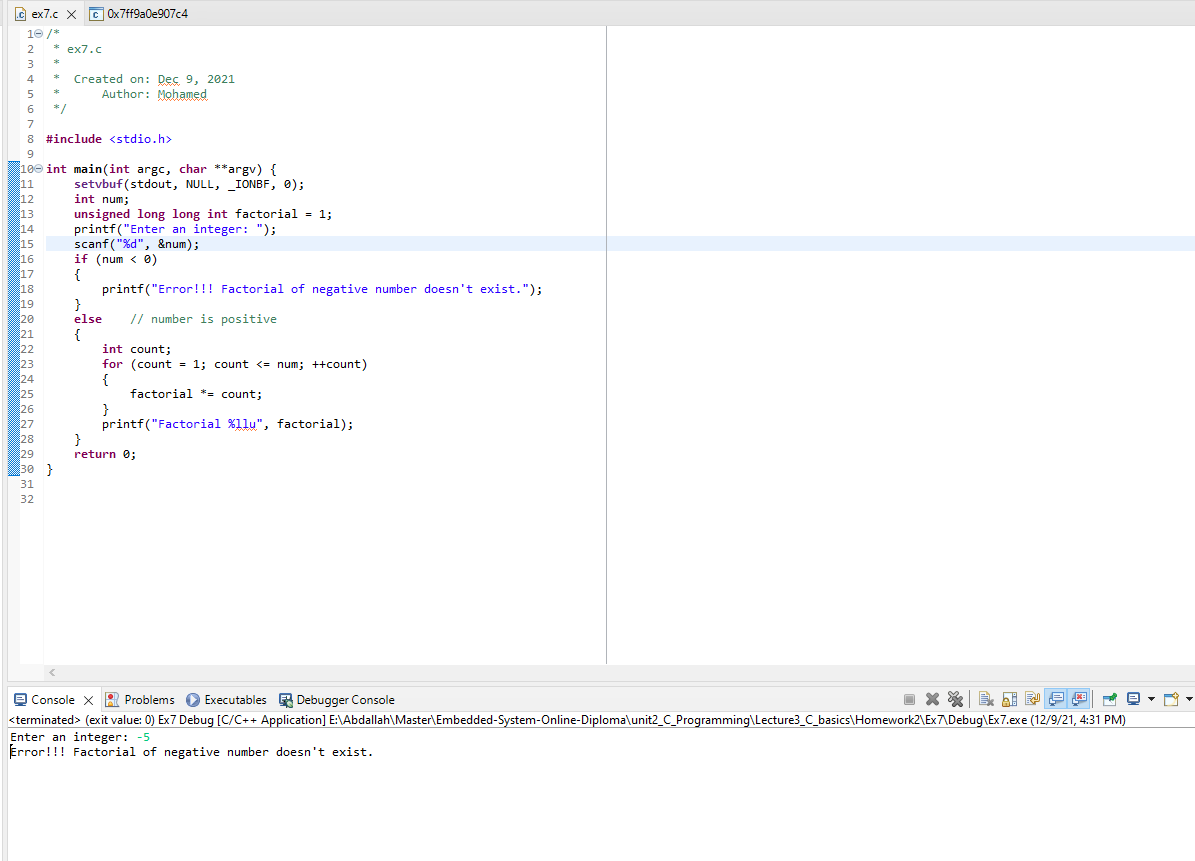 ex7.c 0x7ff9a0e907c4
1 /*
2  * ex7.c
3  *
4  *  Created on: Dec 9, 2021
5  *      Author: Mohamed
6  */
7
8 #include <stdio.h>
9
10 int main(int argc, char **argv) {
11     setvbuf(stdout, NULL, _IONBF, 0);
12     int num;
13     unsigned long long int factorial = 1;
14     printf("Enter an integer: ");
15     scanf("%d", &num);
16     if (num < 0)
17     {
18         printf("Error!!! Factorial of negative number doesn't exist.");
19     }
20     else    // number is positive
21     {
22         int count;
23         for (count = 1; count <= num; ++count)
24         {
25             factorial *= count;
26         }
27         printf("Factorial %llu", factorial);
28     }
29     return 0;
30 }
31
32
Console Problems Executables Debugger Console
<terminated> (exit value: 0) Ex7 Debug [C/C++ Application] E:\Abdallah\Master\Embedded-System-Online-Diploma\unit2_C_Programming\Lecture3_C_basics\Homework2\Ex7\Debug\Ex7.exe (12/9/21, 4:31 PM)
Enter an integer: -5
Error!!! Factorial of negative number doesn't exist.